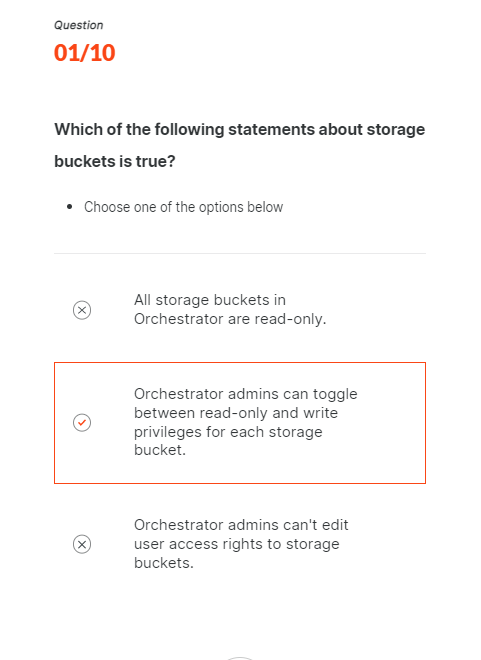 Question
01/10
Which of the following statements about storage
buckets is true?
Choose one of the options below
All storage buckets in
Orchestrator are read-only.
Orchestrator admins can toggle
between read-only and write
privileges for each storage
bucket.
Orchestrator admins can't edit
user access rights to storage
buckets.